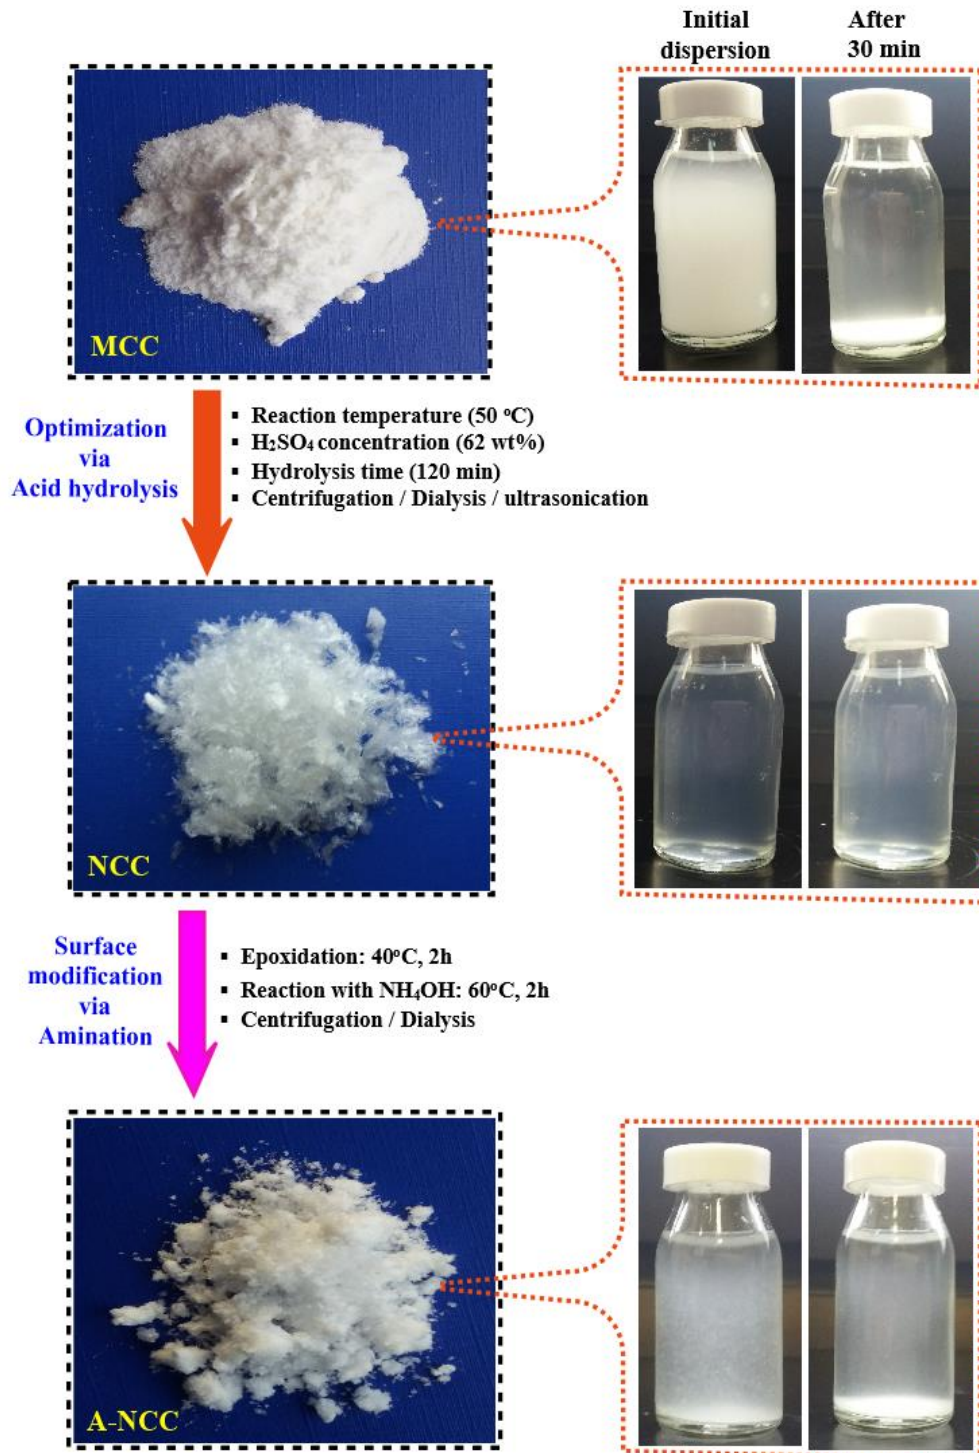 Initial
dispersion
After
30 min
MCC
Optimization
via
Acid hydrolysis
▪ Reaction temperature (50 °C)
▪ H₂SO₄ concentration (62 wt%)
▪ Hydrolysis time (120 min)
▪ Centrifugation / Dialysis / ultrasonication
NCC
Surface
modification
via
Amination
▪ Epoxidation: 40°C, 2h
▪ Reaction with NH₄OH: 60°C, 2h
▪ Centrifugation / Dialysis
A-NCC